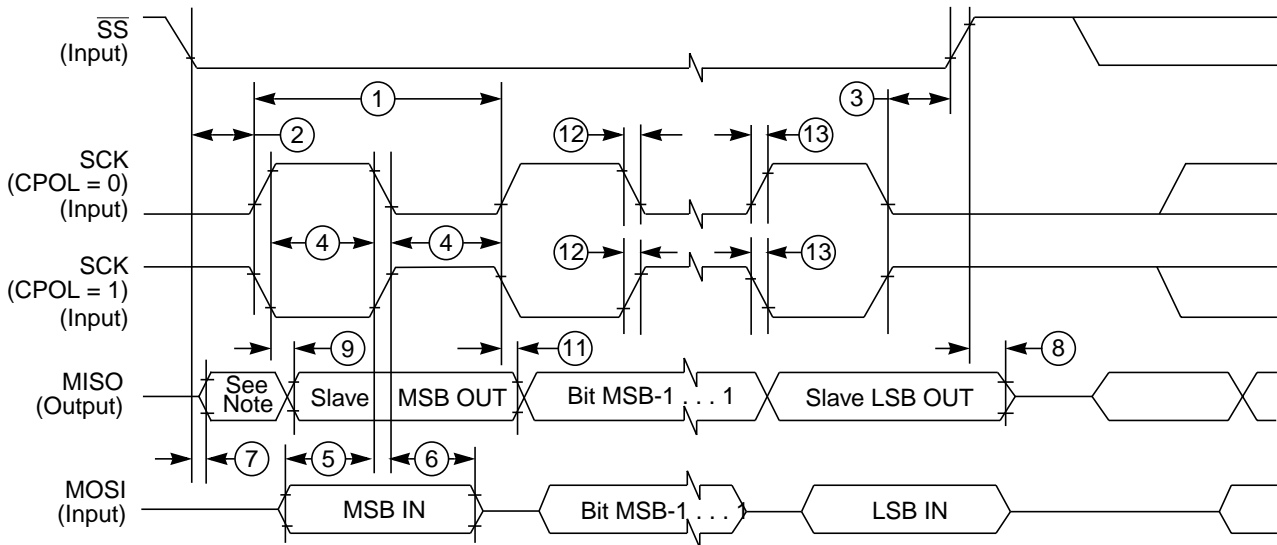 SS
(Input)
1
3
2
12
13
SCK
(CPOL = 0)
(Input)
4
4
12
13
SCK
(CPOL = 1)
(Input)
9
11
8
MISO
(Output)
See
Note
Slave
MSB OUT
Bit MSB-1 . . . 1
Slave LSB OUT
7
5
6
MOSI
(Input)
MSB IN
Bit MSB-1 . . . 1
LSB IN